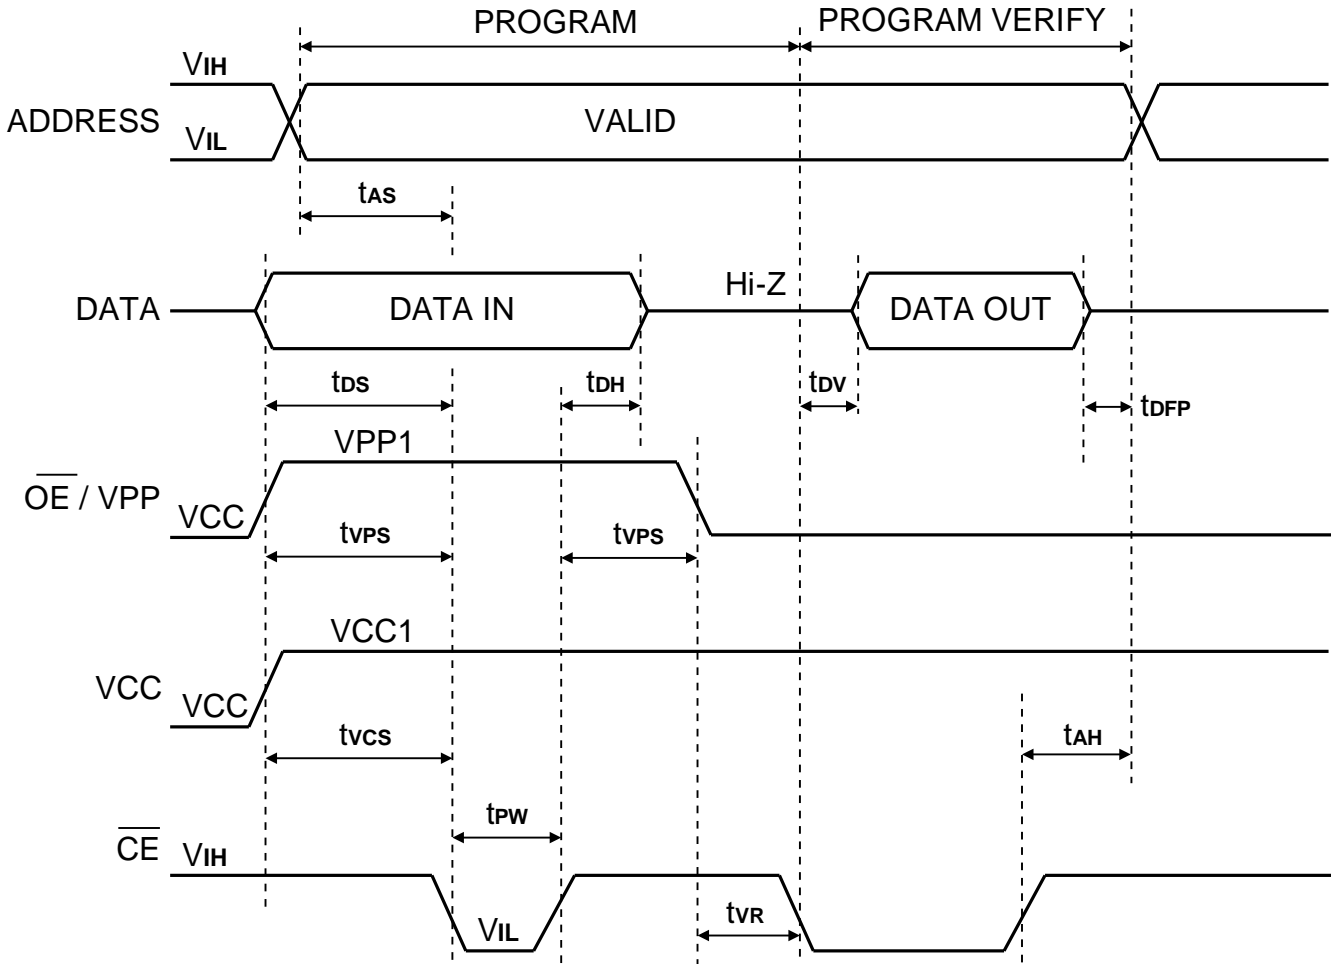 PROGRAM
PROGRAM VERIFY
VIH
ADDRESS
VALID
VIL
tAS
Hi-Z
DATA
DATA IN
DATA OUT
tDS
tDH
tDV
tDFP
VPP1
OE / VPP
VCC
tVPS
tVPS
VCC1
VCC
VCC
tVCS
tAH
tPW
CE
VIH
VIL
tVR